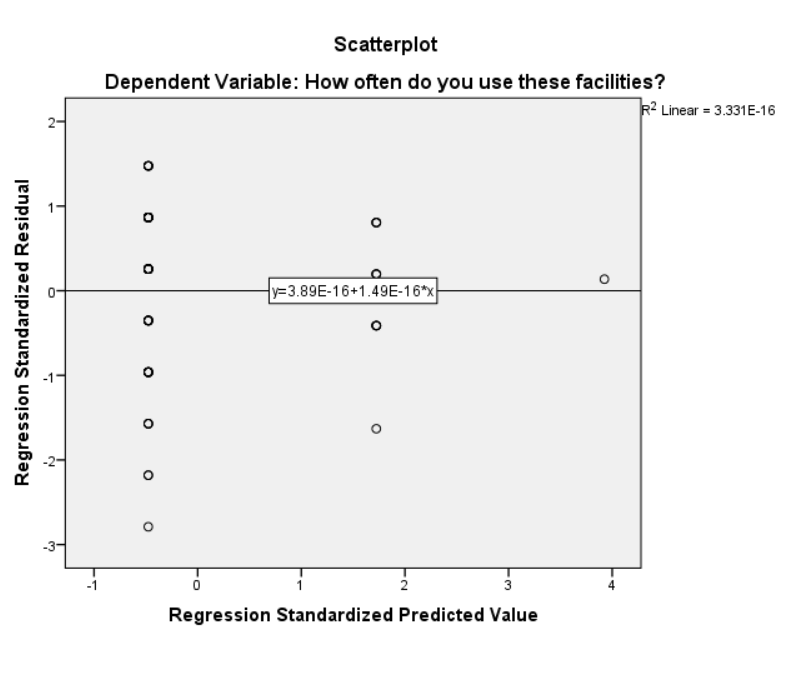 Scatterplot
Dependent Variable: How often do you use these facilities?
R2 Linear = 3.331E-16
Regression Standardized Residual
2
1
0
-1
-2
-3
y=3.89E-16+1.49E-16*x
-1 0 1 2 3 4
Regression Standardized Predicted Value